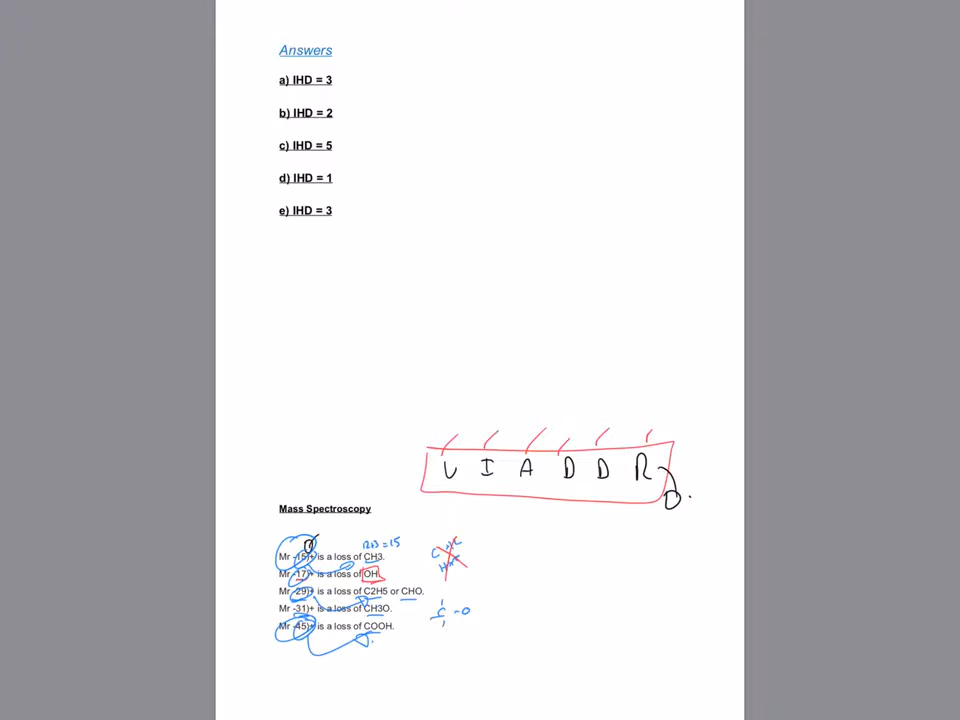 Answers
a) IHD = 3
b) IHD = 2
c) IHD = 5
d) IHD = 1
e) IHD = 3
V I A D D R
Mass Spectroscopy
12+3 = 15
Mr -15)+ is a loss of CH3.
Mr -17)+ is a loss of OH.
Mr -29)+ is a loss of C2H5 or CHO.
Mr -31)+ is a loss of CH3O.
Mr -45)+ is a loss of COOH.